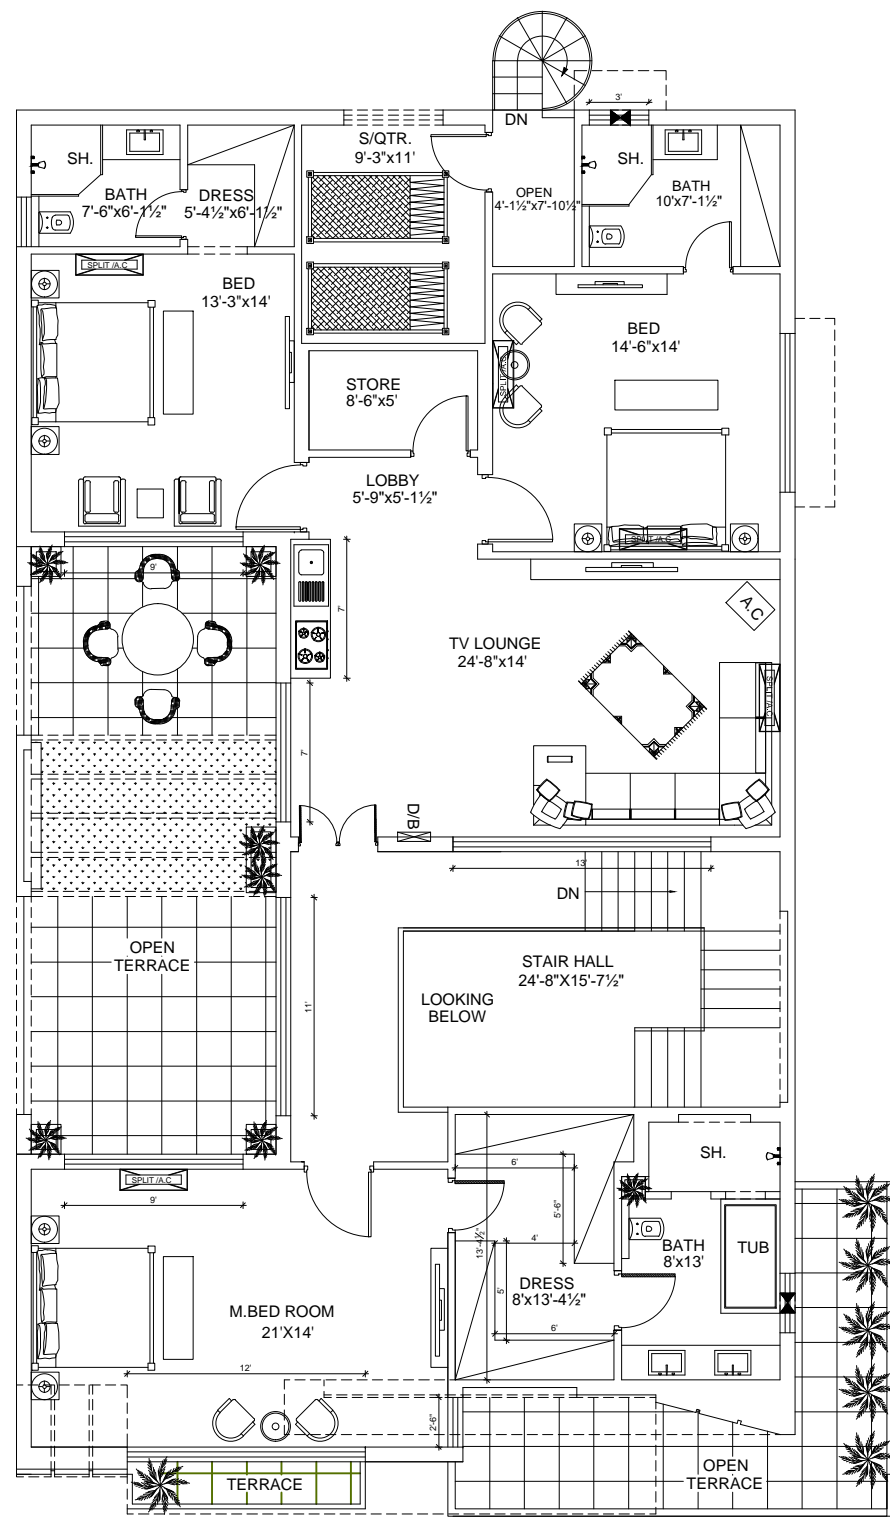 DN
3'
SH.
BATH
7'-6"x6'-1½"
DRESS
5'-4½"x6'-1½"
S/QTR.
9'-3"x11'
OPEN
4'-1½"x7'-10½"
SH.
BATH
10'x7'-1½"
SPLIT /A.C
BED
13'-3"x14'
BED
14'-6"x14'
SPLIT /A.C
STORE
8'-6"x5'
LOBBY
5'-9"x5'-1½"
SPLIT /A.C
9'
7'
A.C
TV LOUNGE
24'-8"x14'
SPLIT /A.C
7'
D/B
13'
DN
OPEN
TERRACE
STAIR HALL
24'-8"X15'-7½"
LOOKING
BELOW
11'
SH.
6'
SPLIT /A.C
9'
5'-6"
4'
13'-4½"
BATH
8'x13'
TUB
DRESS
8'x13'-4½"
5'
M.BED ROOM
21'X14'
6'
12'
2'-6"
OPEN
TERRACE
TERRACE